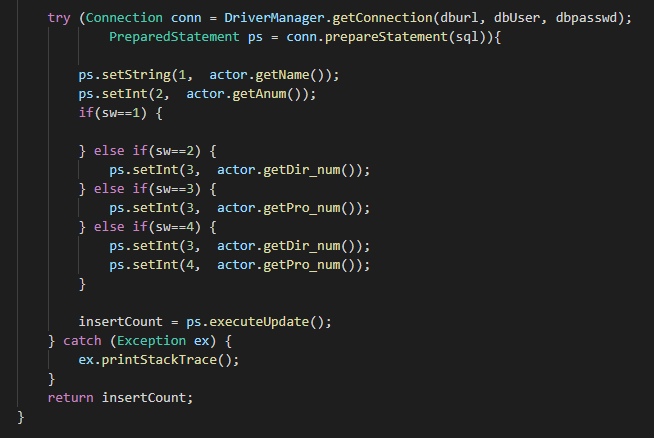 try (Connection conn = DriverManager.getConnection(dburl, dbUser, dbpasswd);
PreparedStatement ps = conn.prepareStatement(sql)){
ps.setString(1,  actor.getName());
ps.setInt(2,  actor.getAnum());
if(sw==1) {
} else if(sw==2) {
ps.setInt(3,  actor.getDir_num());
} else if(sw==3) {
ps.setInt(3,  actor.getPro_num());
} else if(sw==4) {
ps.setInt(3,  actor.getDir_num());
ps.setInt(4,  actor.getPro_num());
}
insertCount = ps.executeUpdate();
} catch (Exception ex) {
ex.printStackTrace();
}
return insertCount;
}